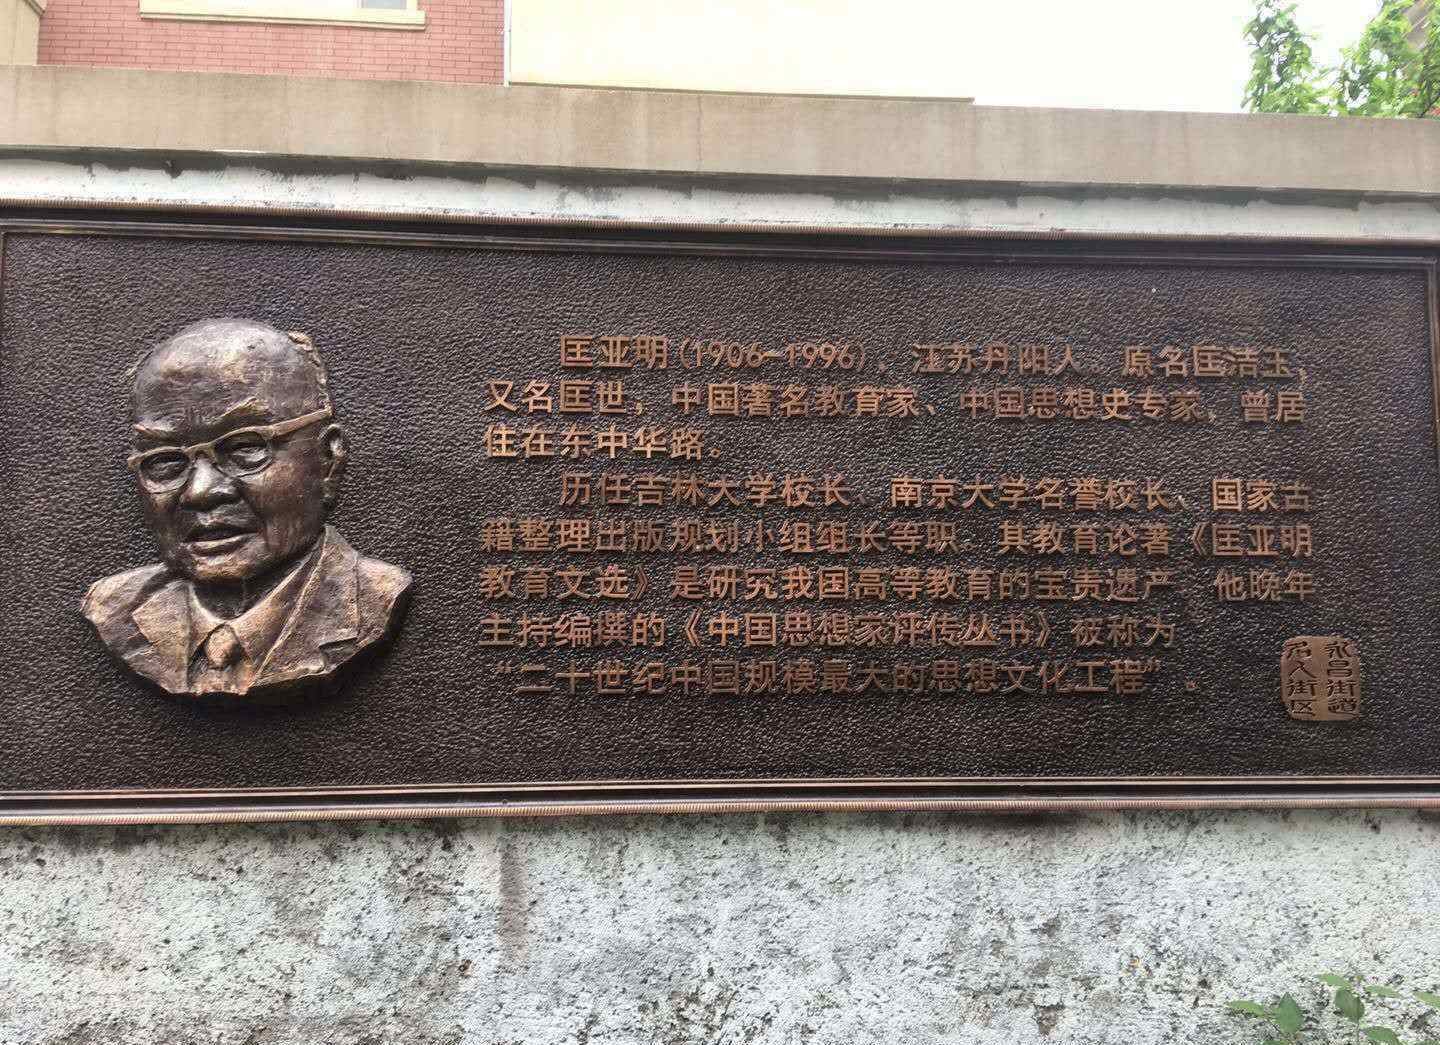 匡亚明(1906-1996)、江苏丹阳人。原名匡洁玉,
又名匡世,中国著名教育家、中国思想史专家,曾居
住在东中华路。
历任吉林大学校长、南京大学名誉校长、国家古
籍整理出版规划小组组长等职。其教育论著《匡亚明
教育文选》是研究我国高等教育的宝贵遗产。他晚年
主持编撰的《中国思想家评传丛书》被称为
“二十世纪中国规模最大的思想文化工程”。
永昌街道
名人街区